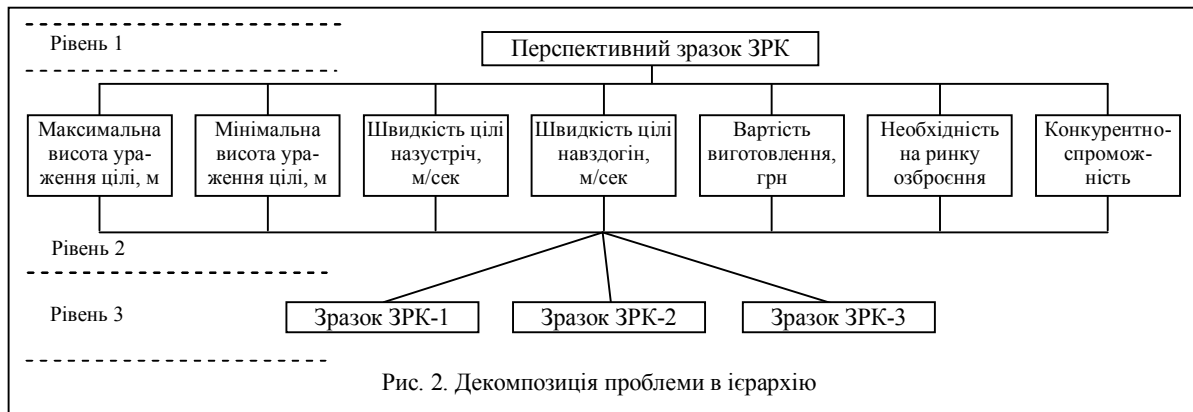 Рівень 1
Перспективний зразок ЗРК
Максимальна
висота ура-
ження цілі, м
Мінімальна
висота ура-
ження цілі, м
Швидкість цілі
назустріч,
м/сек
Швидкість цілі
навздогін,
м/сек
Вартість
виготовлення,
грн
Необхідність
на ринку
озброєння
Конкурентно-
спромож-
ність
Рівень 2
Рівень 3
Зразок ЗРК-1
Зразок ЗРК-2
Зразок ЗРК-3
Рис. 2. Декомпозиція проблеми в ієрархію